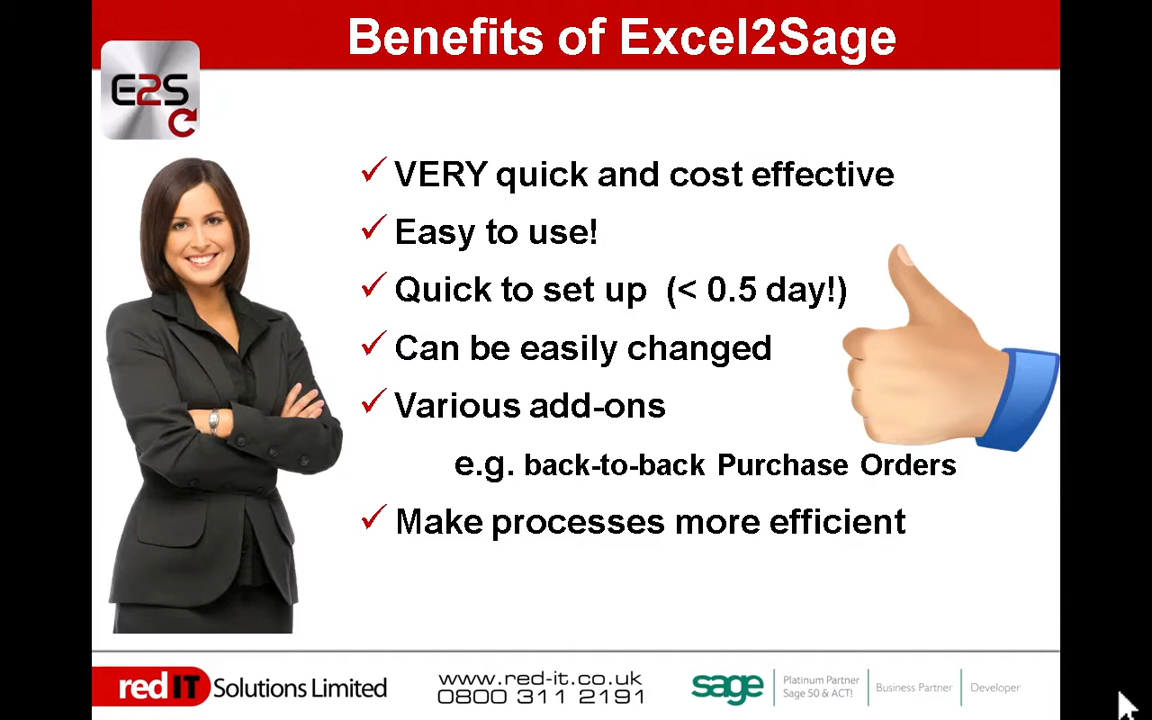 Benefits of Excel2Sage
E2S
VERY quick and cost effective
Easy to use!
Quick to set up (< 0.5 day!)
Can be easily changed
Various add-ons
e.g. back-to-back Purchase Orders
Make processes more efficient
red IT Solutions Limited
www.red-it.co.uk
0800 311 2191
sage
Platinum Partner
Sage 50 & ACT!
Business Partner
Developer